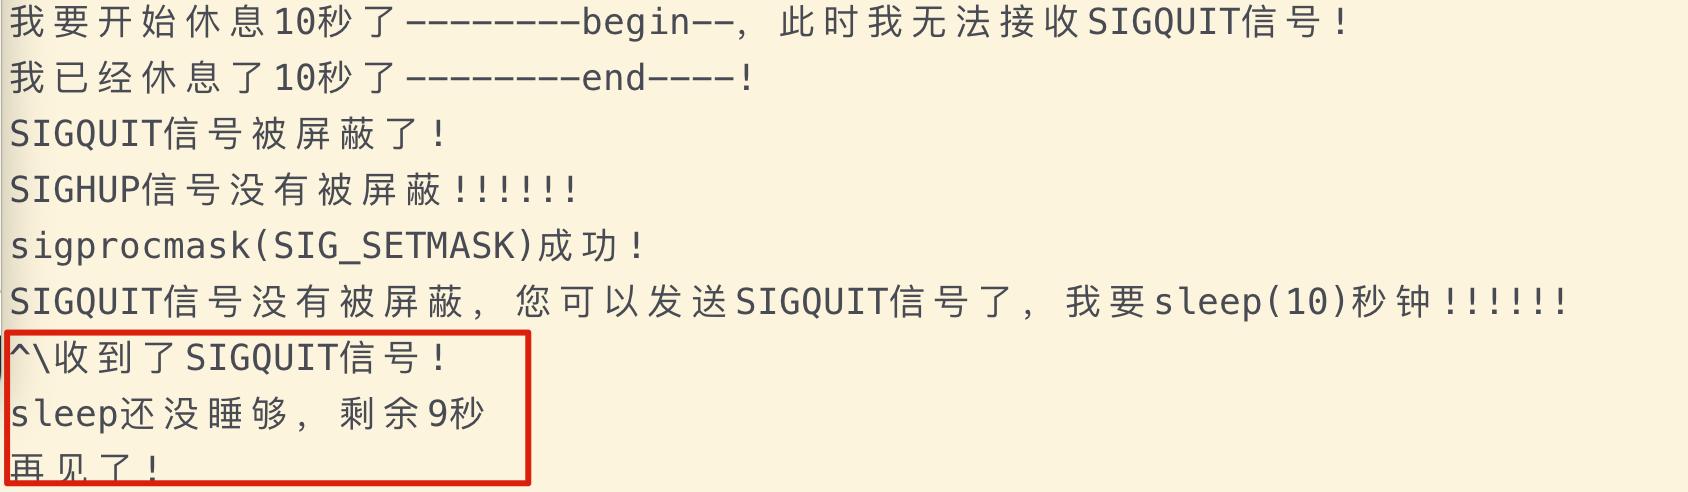 我要开始休息10秒了--------begin--, 此时我无法接收SIGQUIT信号!
我已经休息了10秒了--------end----!
SIGQUIT信号被屏蔽了!
SIGHUP信号没有被屏蔽!!!!!!
sigprocmask(SIG_SETMASK)成功!
SIGQUIT信号没有被屏蔽, 您可以发送SIGQUIT信号了, 我要sleep(10)秒钟!!!!!!
^\收到了SIGQUIT信号!
sleep还没睡够, 剩余9秒
再见了!